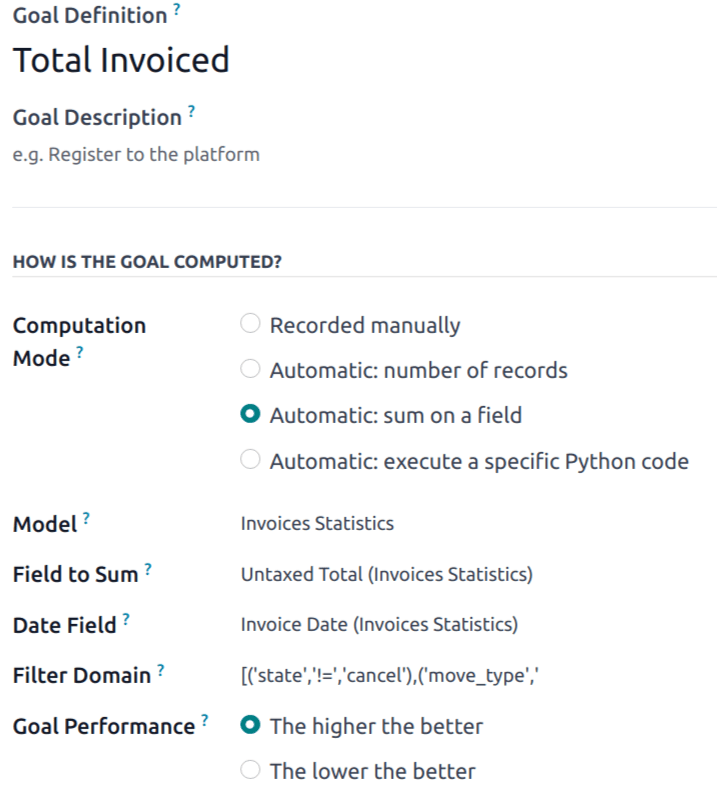 Goal Definition ?
Total Invoiced
Goal Description ?
e.g. Register to the platform
HOW IS THE GOAL COMPUTED?
Computation Mode ?
Recorded manually
Automatic: number of records
Automatic: sum on a field
Automatic: execute a specific Python code
Model ? Invoices Statistics
Field to Sum ? Untaxed Total (Invoices Statistics)
Date Field ? Invoice Date (Invoices Statistics)
Filter Domain ? [('state','!=','cancel'),('move_type','
Goal Performance ? The higher the better
The lower the better